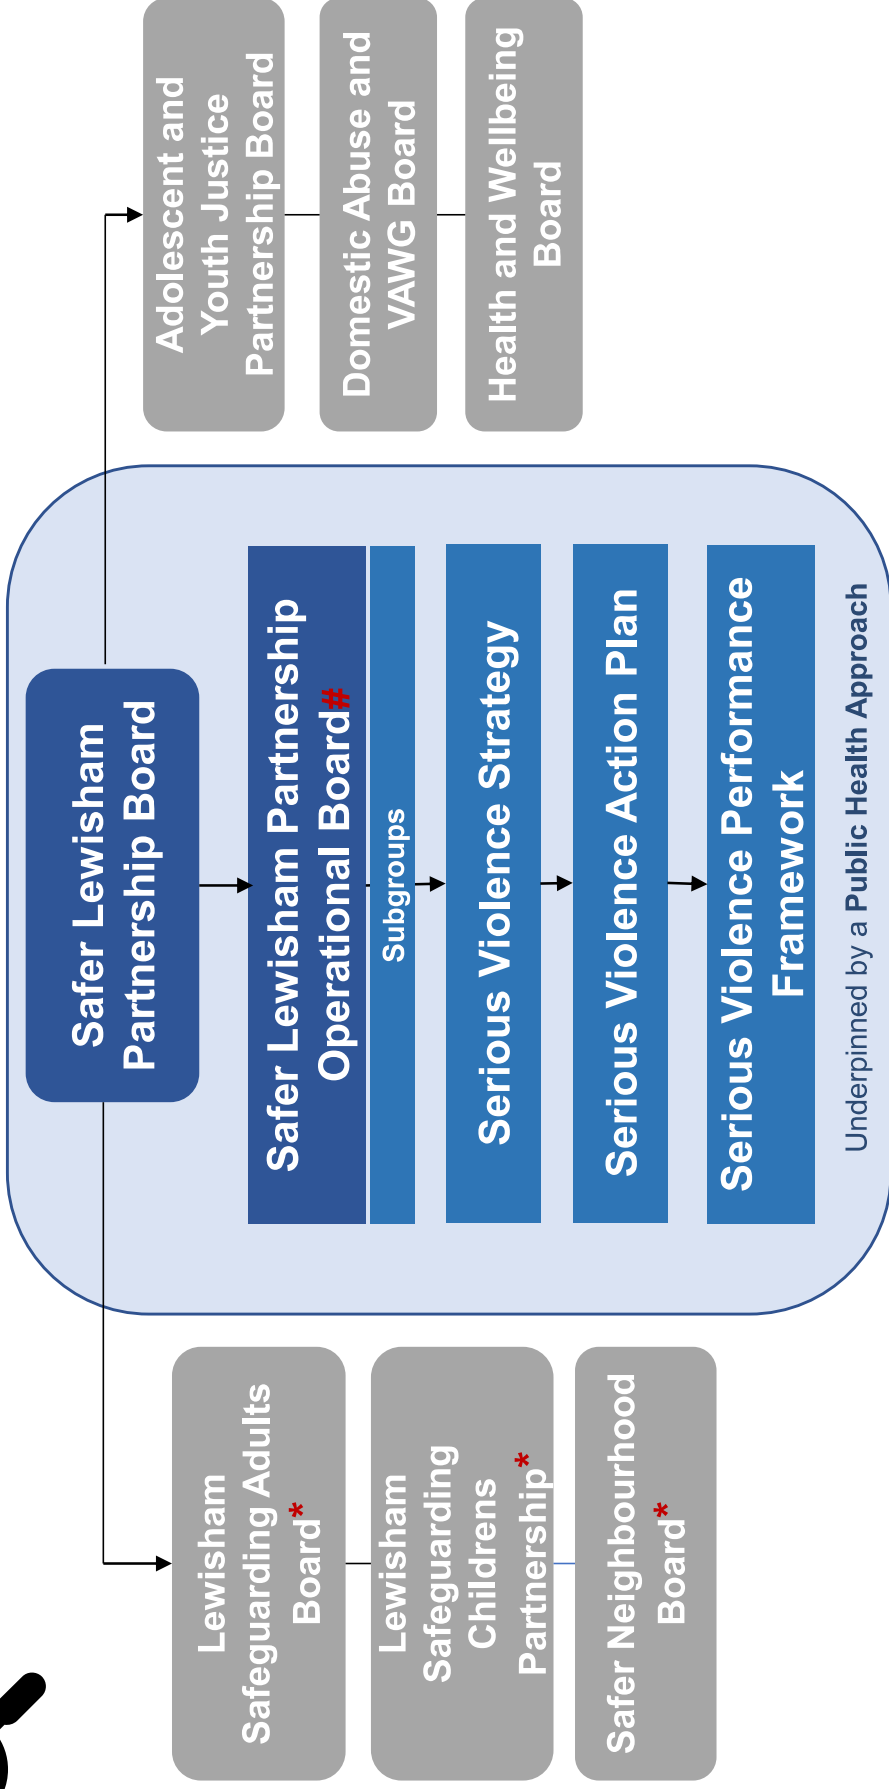 Safer Lewisham
Partnership Board
Lewisham
Safeguarding Adults
Board*
Lewisham
Safeguarding
Childrens
Partnership*
Safer Neighbourhood
Board*
Safer Lewisham Partnership
Operational Board#
Subgroups
Serious Violence Strategy
Serious Violence Action Plan
Serious Violence Performance
Framework
Underpinned by a Public Health Approach
Adolescent and
Youth Justice
Partnership Board
Domestic Abuse and
VAWG Board
Health and Wellbeing
Board